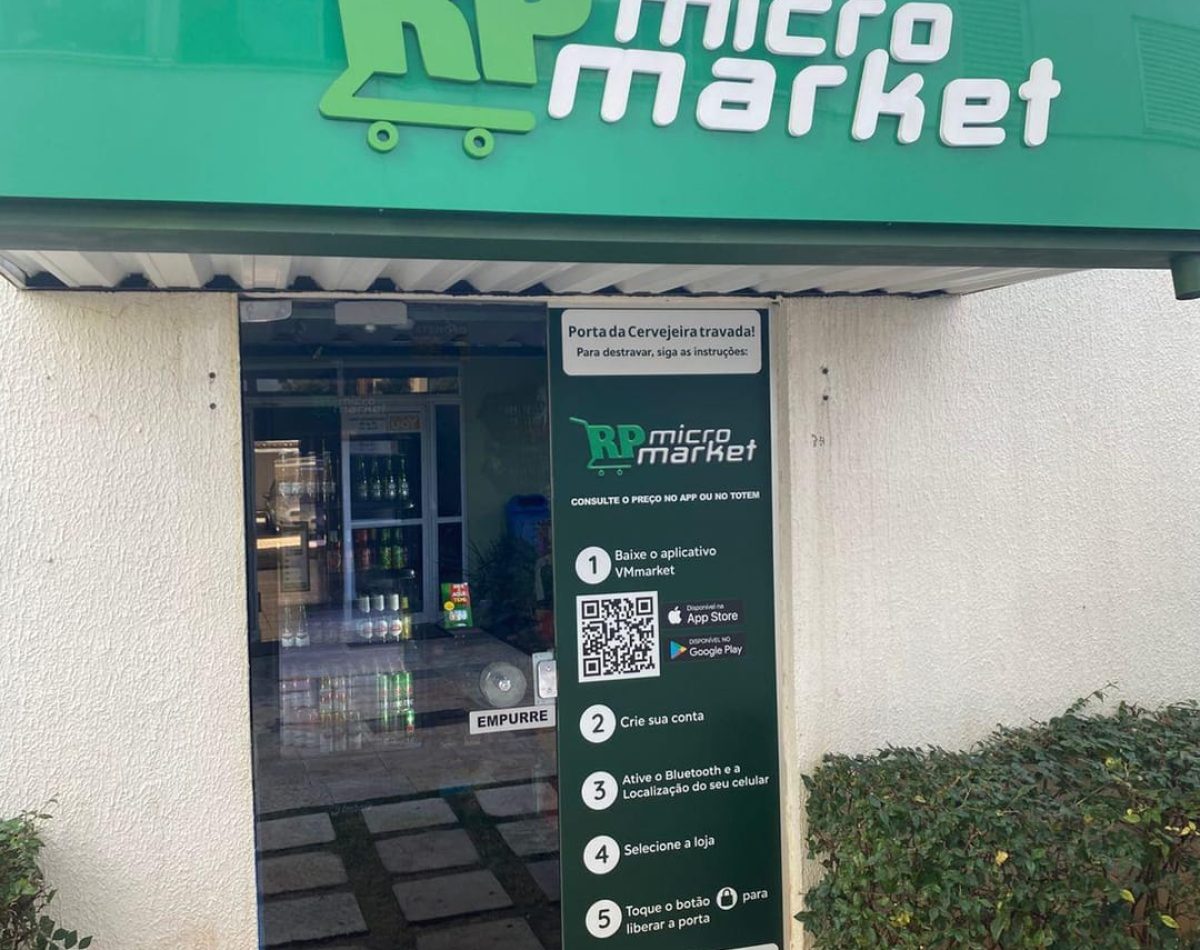 RP micro
market
Porta da Cervejeira travada!
Para destravar, siga as instruções:
RP micro
market
CONSULTE O PREÇO NO APP OU NO TOTEM
1 Baixe o aplicativo
VMmarket
Disponível na
App Store
DISPONÍVEL NO
Google Play
EMPURRE
2 Crie sua conta
3 Ative o Bluetooth e a
Localização do seu celular
4 Selecione a loja
5 Toque o botão para
liberar a porta
micro
market